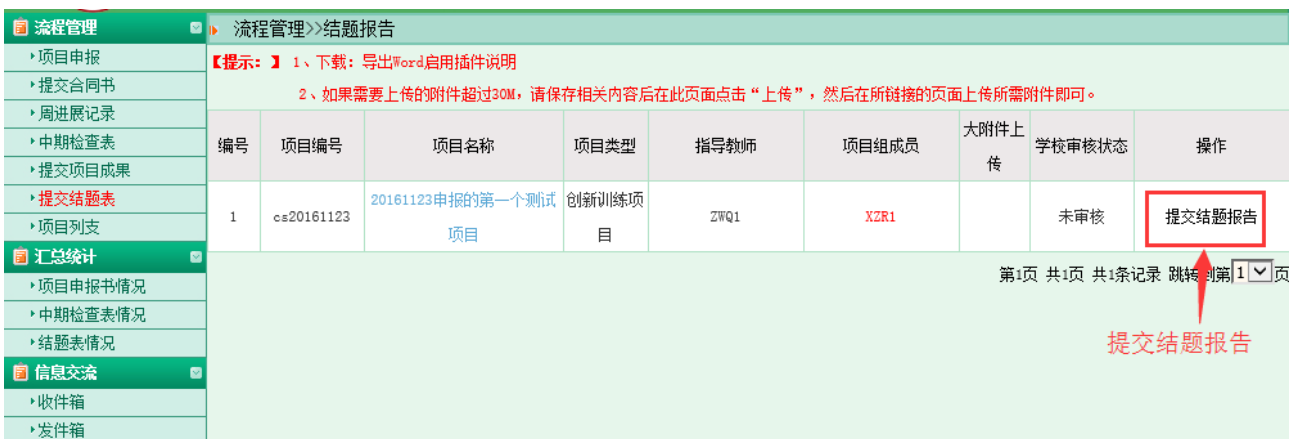 流程管理
项目申报
提交合同书
周进展记录
中期检查表
提交项目成果
提交结题表
项目列支
汇总统计
项目申报书情况
中期检查表情况
结题表情况
信息交流
收件箱
发件箱
流程管理>>结题报告
【提示：】 1、下载：导出Word启用插件说明
2、如果需要上传的附件超过30M，请保存相关内容后在此页面点击“上传”，然后在所链接的页面上传所需附件即可。
编号 项目编号 项目名称 项目类型 指导教师 项目组成员 大附件上传 学校审核状态 操作
1 cs20161123 20161123申报的第一个测试项目 创新训练项目 ZWQ1 XZR1 未审核 提交结题报告
第1页 共1页 共1条记录 跳转到第 1 页
提交结题报告